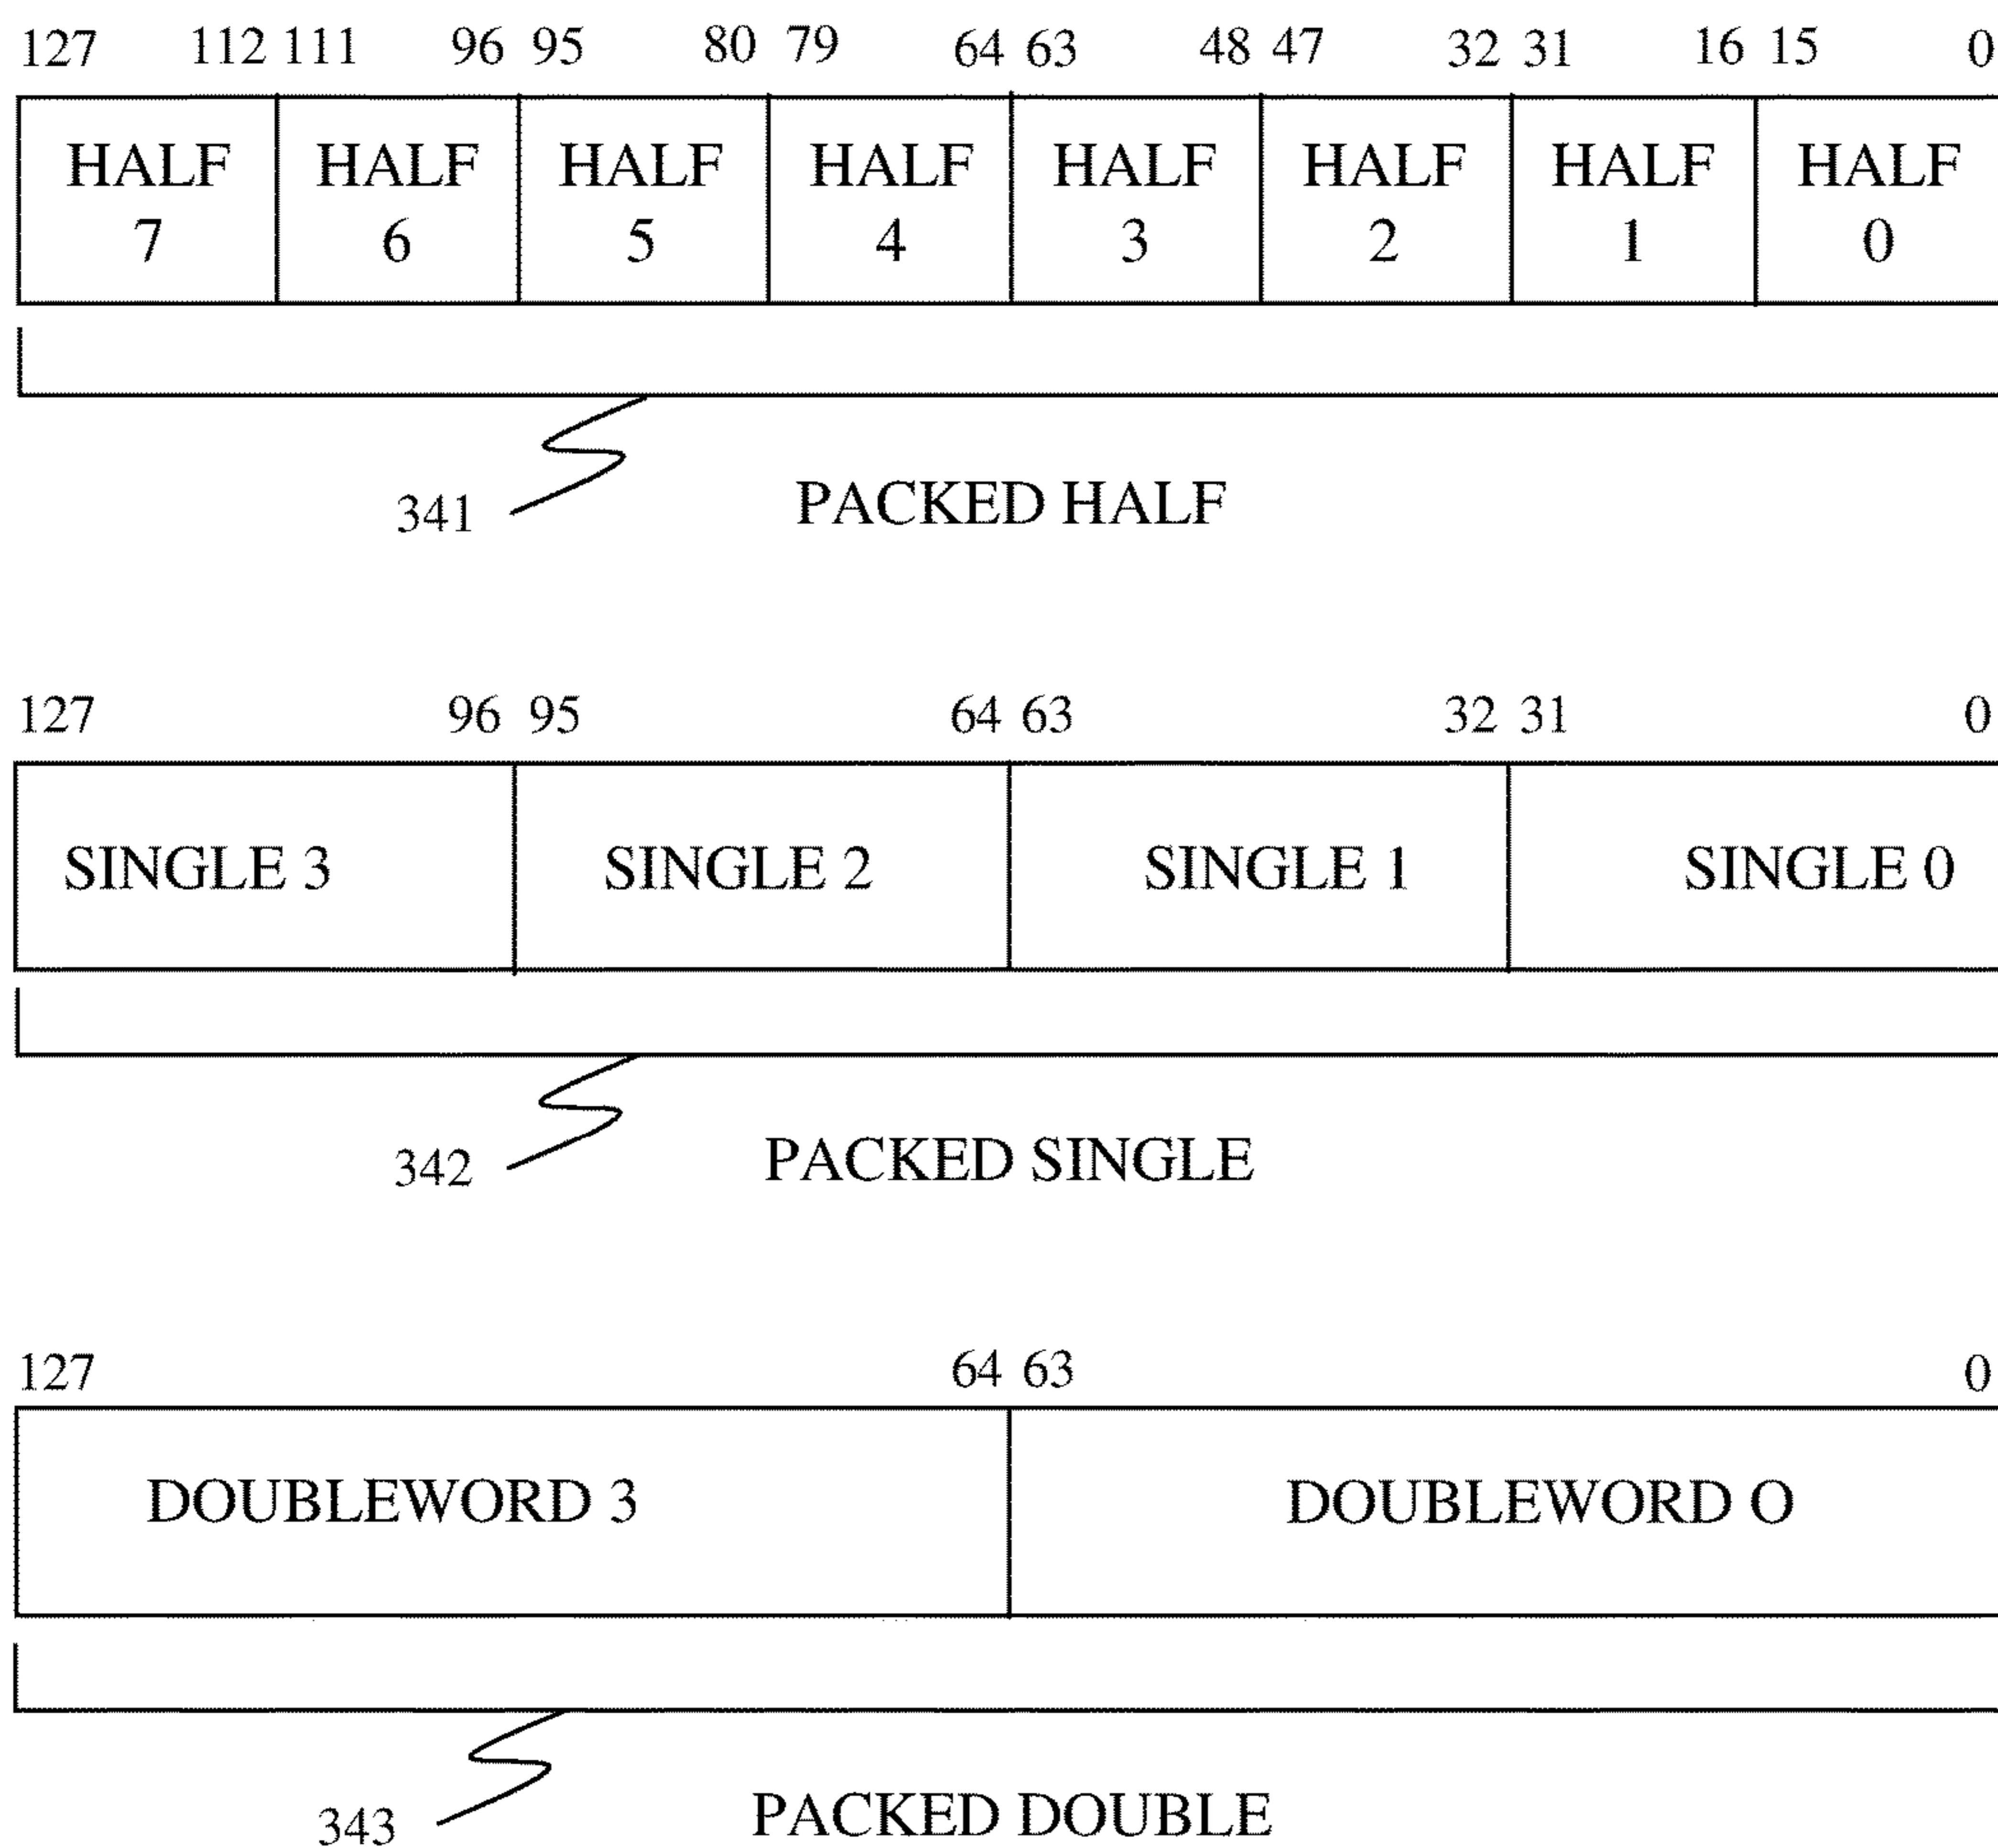 127 112 111 96 95 80 79 64 63 48 47 32 31 16 15 0
HALF HALF HALF HALF HALF HALF HALF HALF
7 6 5 4 3 2 1 0
341 PACKED HALF
127 96 95 64 63 32 31 0
SINGLE 3 SINGLE 2 SINGLE 1 SINGLE 0
342 PACKED SINGLE
127 64 63 0
DOUBLEWORD 3 DOUBLEWORD O
343 PACKED DOUBLE